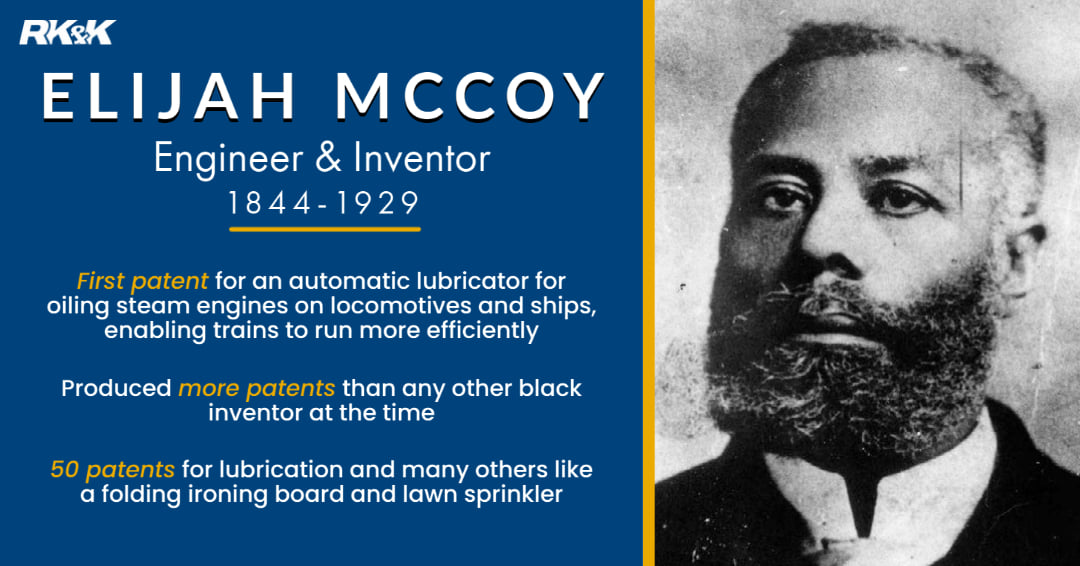 RK&K
ELIJAH MCCOY
Engineer & Inventor
1844-1929
First patent for an automatic lubricator for
oiling steam engines on locomotives and ships,
enabling trains to run more efficiently
Produced more patents than any other black
inventor at the time
50 patents for lubrication and many others like
a folding ironing board and lawn sprinkler